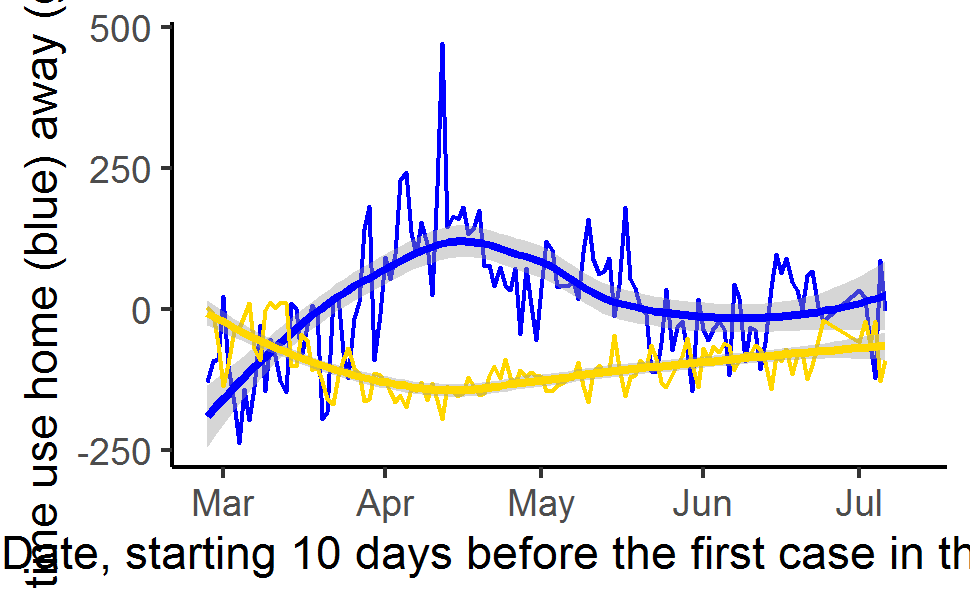 time use home (blue) away (
500
250
0
-250
Mar Apr May Jun Jul
Date, starting 10 days before the first case in th